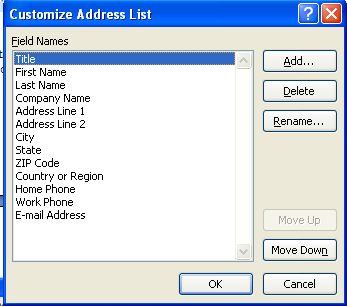 Customize Address List
Field Names
Title
First Name
Last Name
Company Name
Address Line 1
Address Line 2
City
State
ZIP Code
Country or Region
Home Phone
Work Phone
E-mail Address
Add...
Delete
Rename...
Move Up
Move Down
OK
Cancel